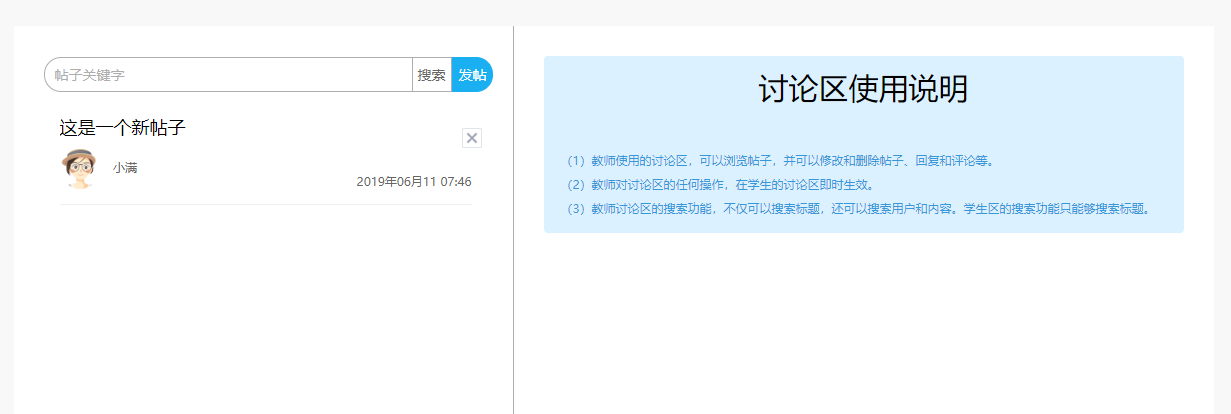 帖子关键字 搜索 发帖
这是一个新帖子
小满
2019年06月11 07:46
讨论区使用说明
（1）教师使用的讨论区，可以浏览帖子，并可以修改和删除帖子、回复和评论等。
（2）教师对讨论区的任何操作，在学生的讨论区即时生效。
（3）教师讨论区的搜索功能，不仅可以搜索标题，还可以搜索用户和内容。学生区的搜索功能只能够搜索标题。